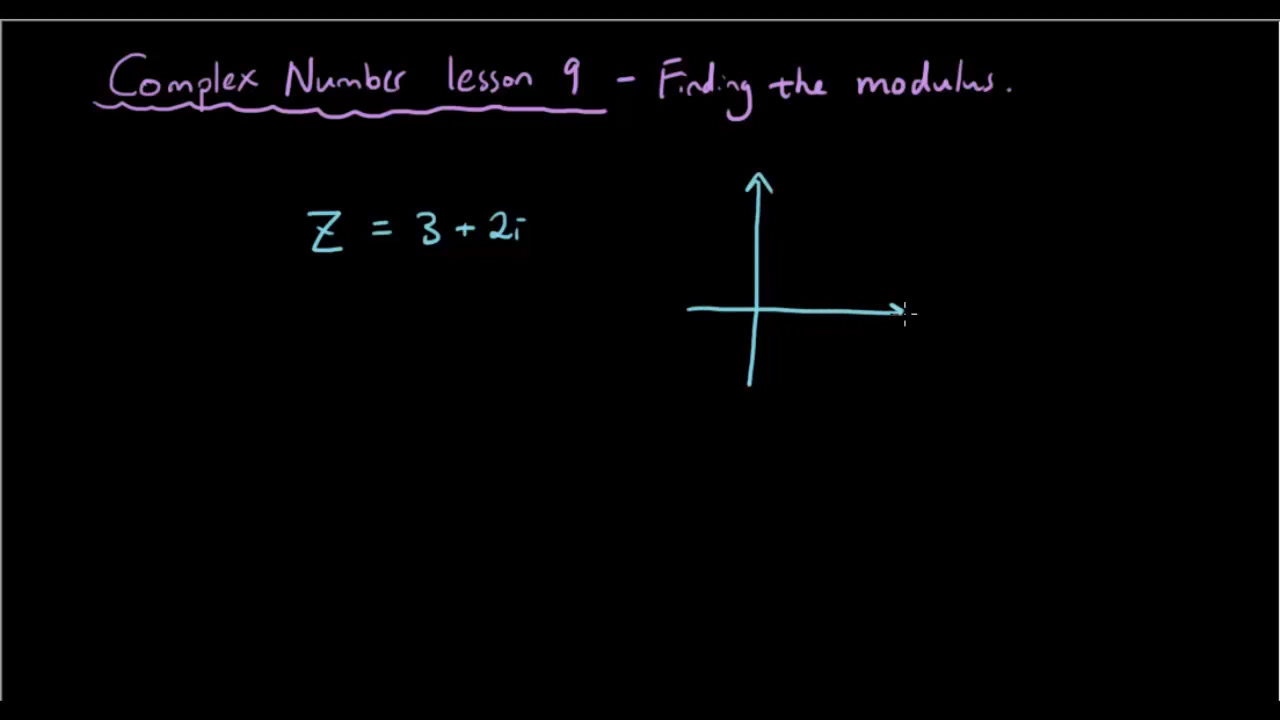 Complex Number lesson 9 - Finding the modulus.
Z = 3 + 2i